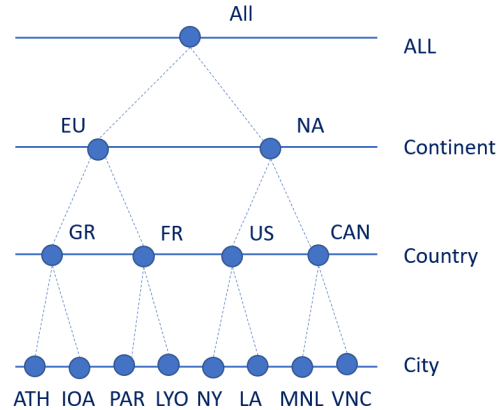 All
ALL
EU
NA
Continent
GR
FR
US
CAN
Country
City
ATH IOA PAR LYO NY LA MNL VNC